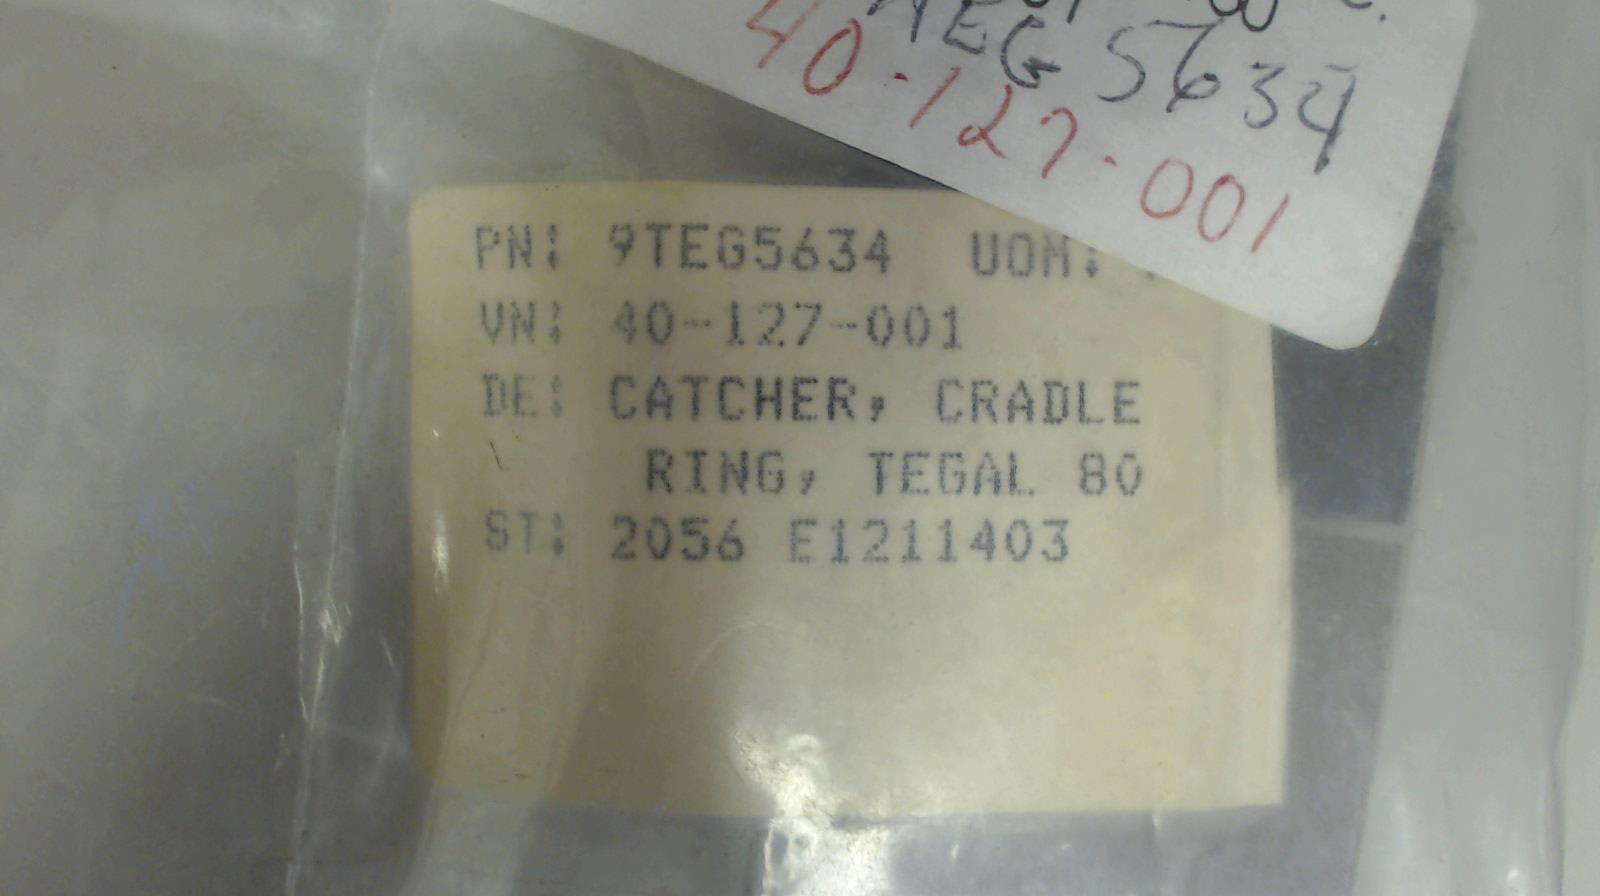 AEG 5634
40-127-001
PN: 9TEG5634 UOM:
VN: 40-127-001
DE: CATCHER, CRADLE
RING, TEGAL 80
ST: 2056 E1211403